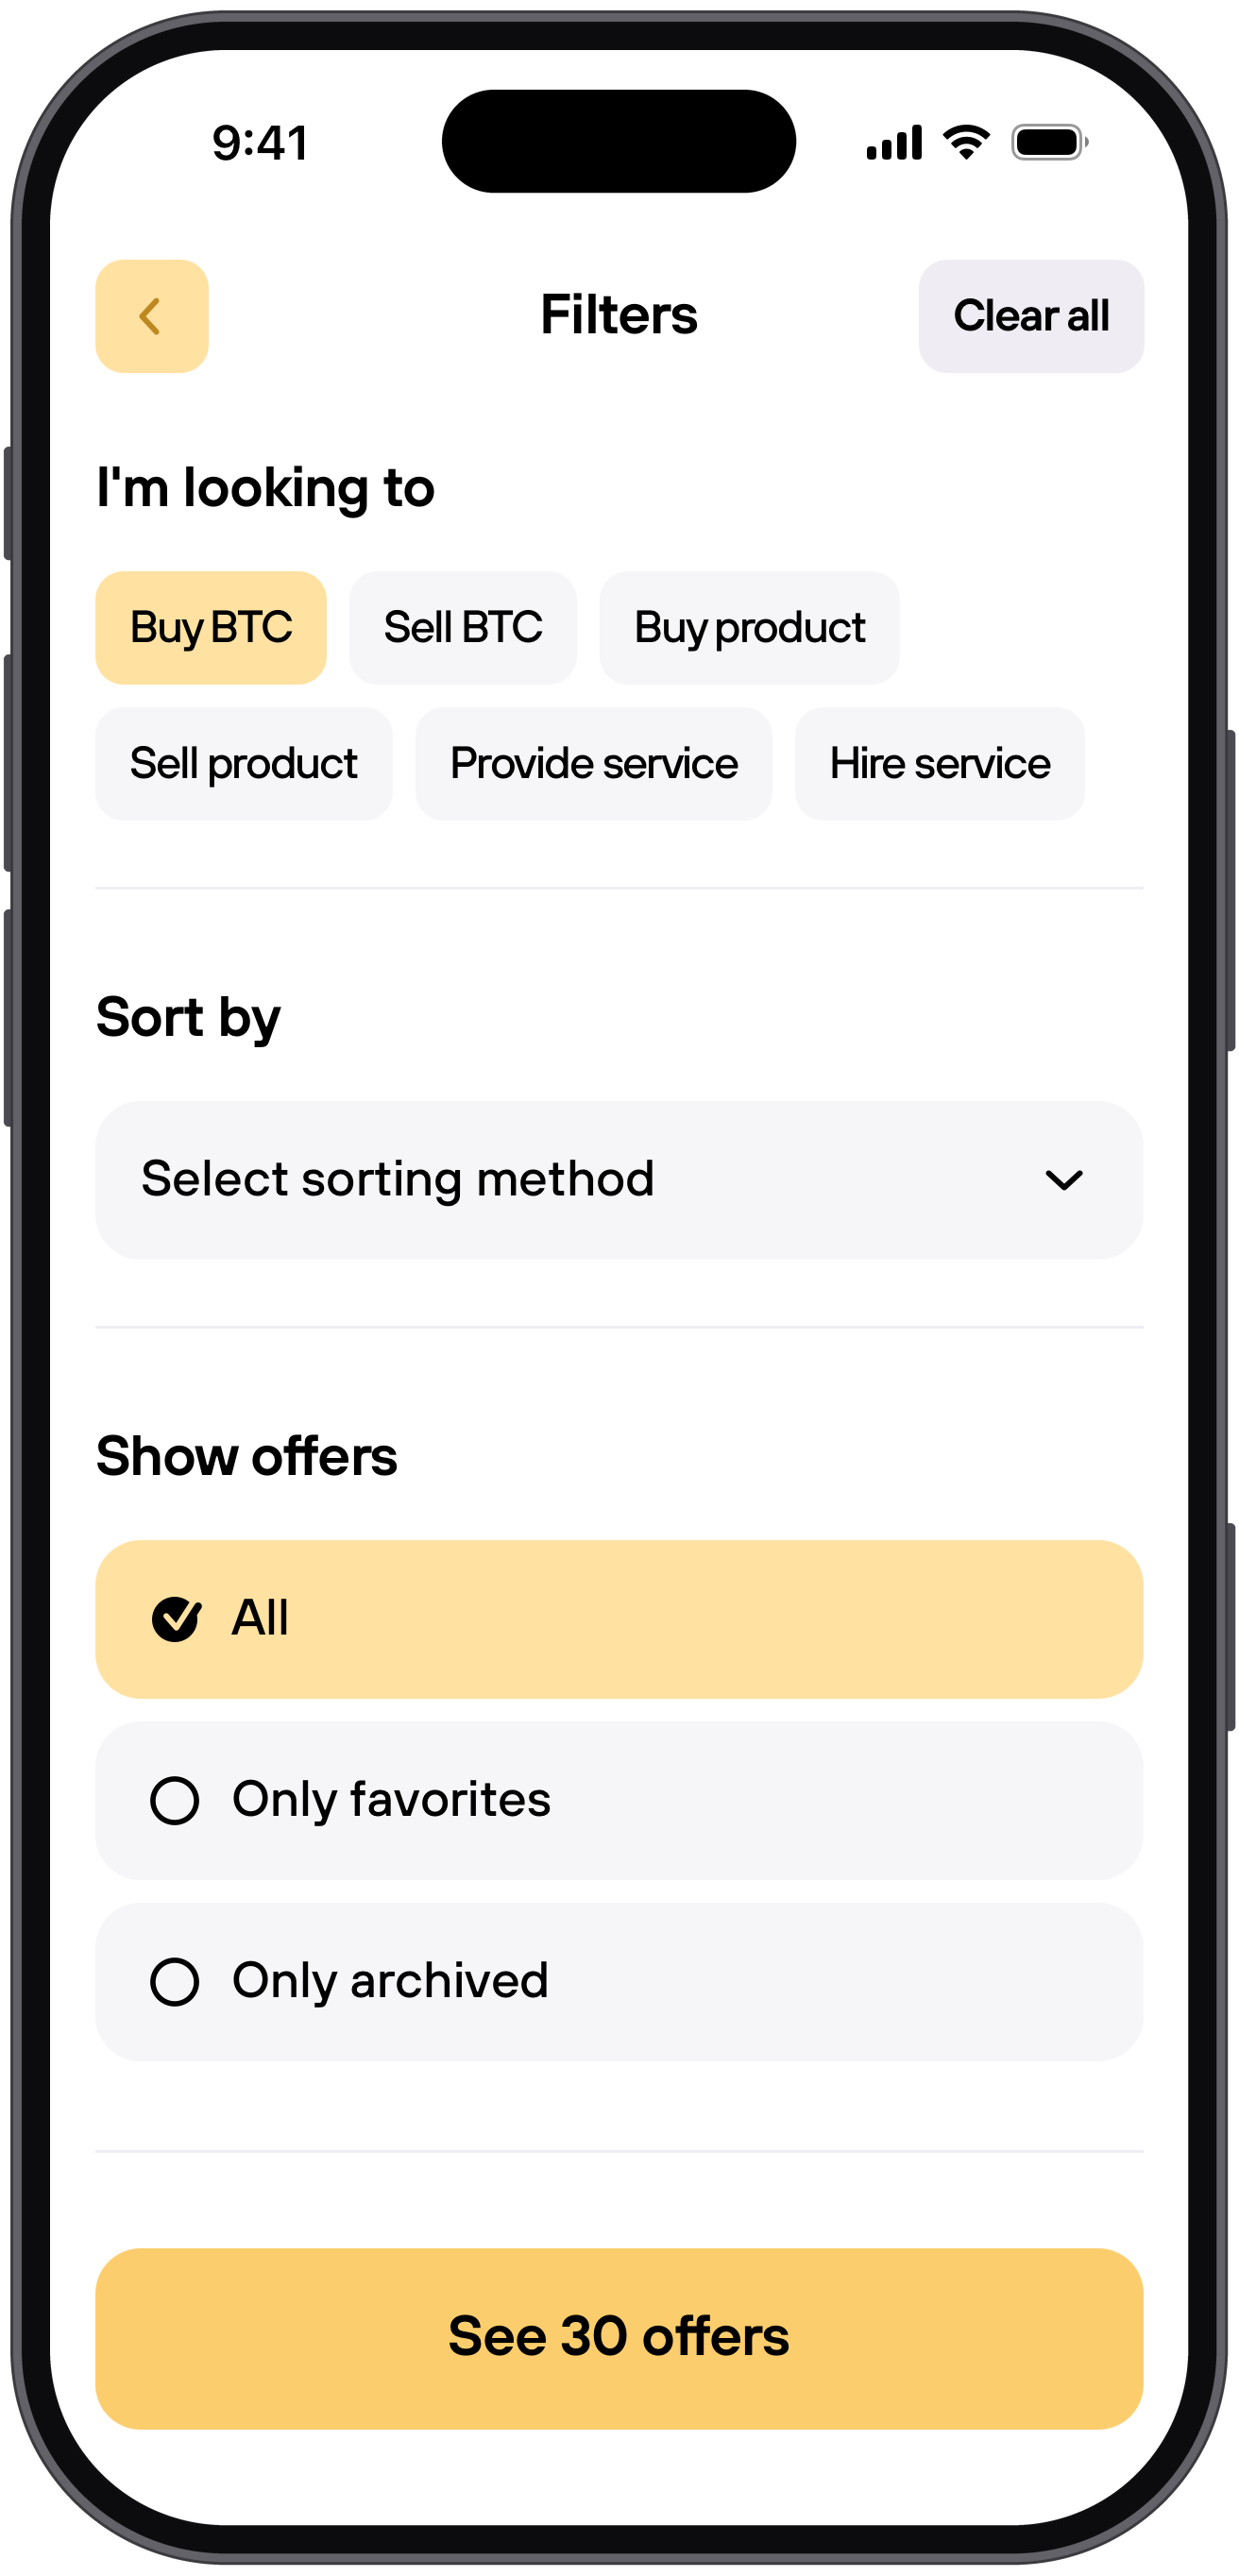 9:41
Filters
Clear all
I'm looking to
Buy BTC
Sell BTC
Buy product
Sell product
Provide service
Hire service
Sort by
Select sorting method
Show offers
All
Only favorites
Only archived
See 30 offers